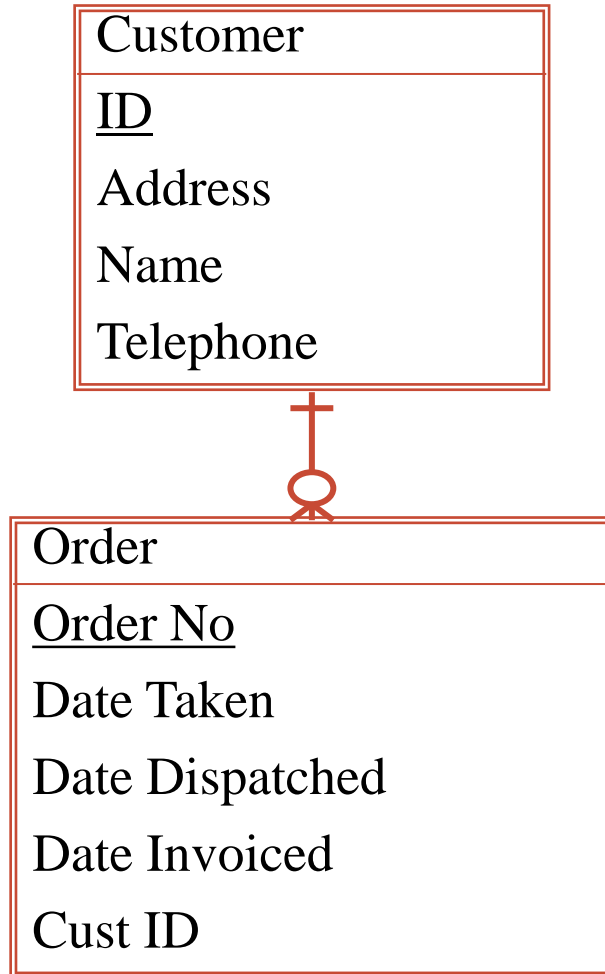 Customer
ID
Address
Name
Telephone
Order
Order No
Date Taken
Date Dispatched
Date Invoiced
Cust ID